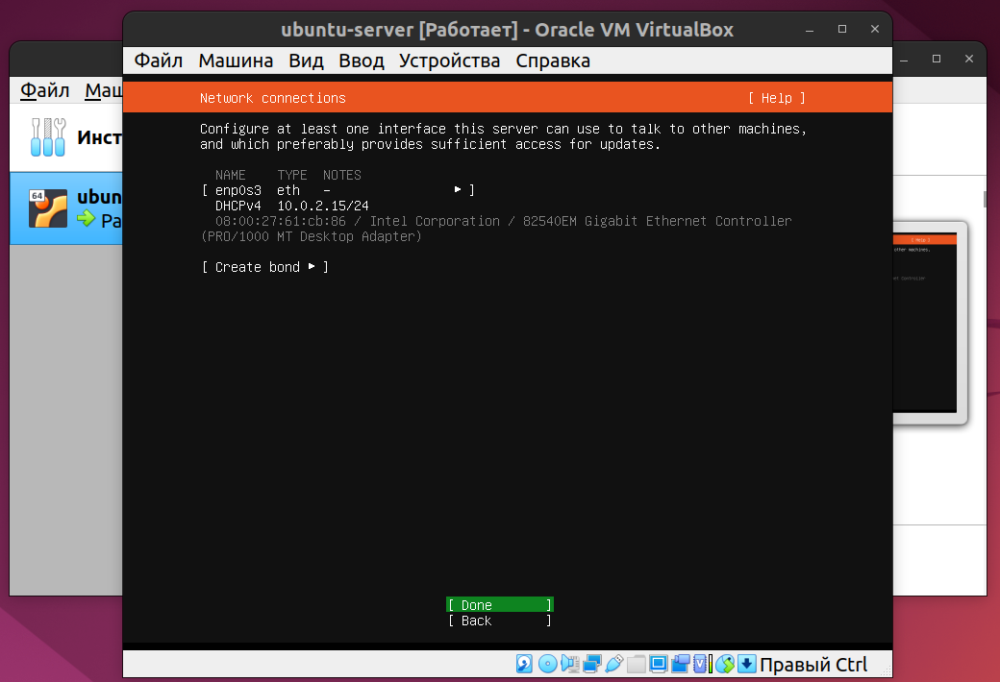 ubuntu-server [Работает] - Oracle VM VirtualBox
Файл Машина Вид Ввод Устройства Справка
Файл Маш
Инст
64
ubun
Ра
Network connections [ Help ]
Configure at least one interface this server can use to talk to other machines,
and which preferably provides sufficient access for updates.
NAME TYPE NOTES
[ enp0s3 eth – ▸ ]
DHCPv4 10.0.2.15/24
08:00:27:61:cb:86 / Intel Corporation / 82540EM Gigabit Ethernet Controller
(PRO/1000 MT Desktop Adapter)
[ Create bond ▸ ]
[ Help ]
other machines,
[ Done ]
[ Back ]
Правый Ctrl